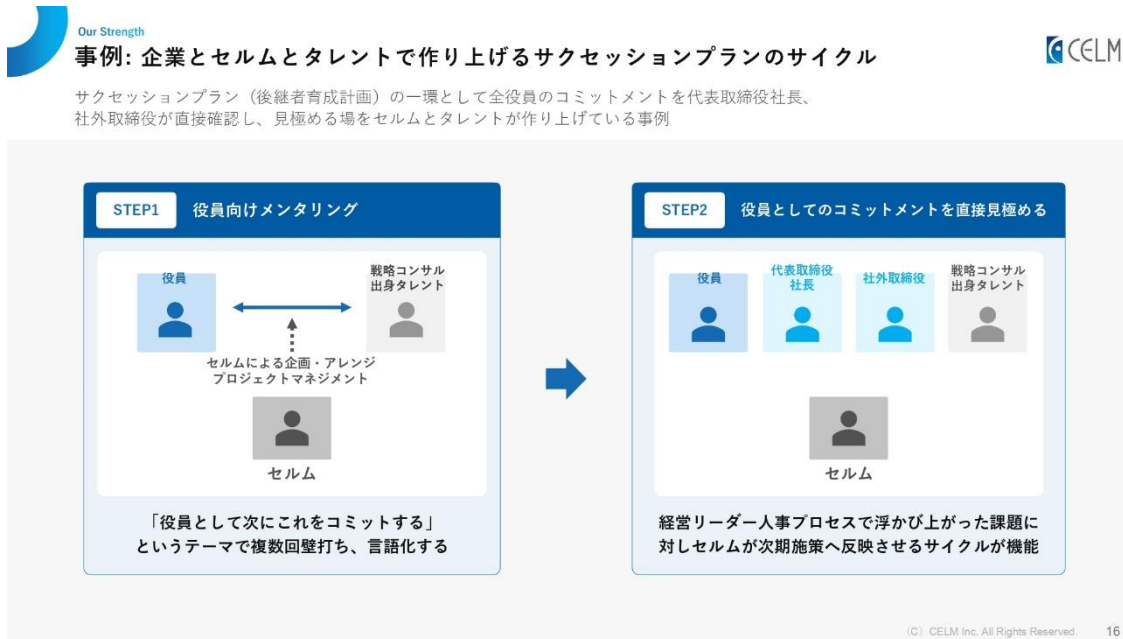 Our Strength
事例: 企業とセルムとタレントで作り上げるサクセッションプランのサイクル
CELM
サクセッションプラン（後継者育成計画）の一環として全役員のコミットメントを代表取締役社長、
社外取締役が直接確認し、見極める場をセルムとタレントが作り上げている事例
STEP1 役員向けメンタリング
役員
戦略コンサル
出身タレント
セルムによる企画・アレンジ
プロジェクトマネジメント
セルム
「役員として次にこれをコミットする」
というテーマで複数回壁打ち、言語化する
STEP2 役員としてのコミットメントを直接見極める
役員
代表取締役
社長
社外取締役
戦略コンサル
出身タレント
セルム
経営リーダー人事プロセスで浮かび上がった課題に
対しセルムが次期施策へ反映させるサイクルが機能
(C) CELM Inc. All Rights Reserved. 16